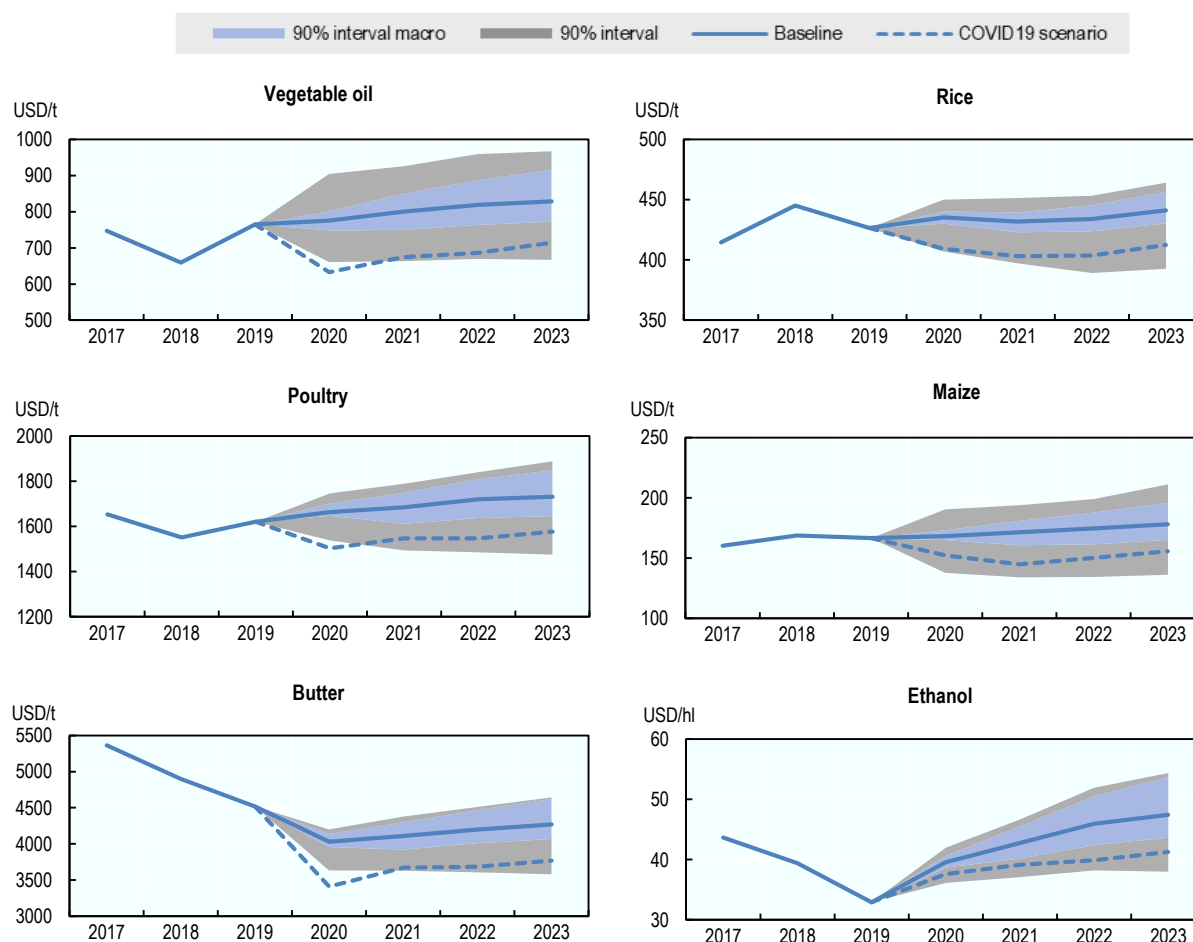 90% interval macro 90% interval Baseline COVID 19 scenario
Vegetable oil
USD/t
1000
900
800
700
600
500
2017 2018 2019 2020 2021 2022 2023
Rice
USD/t
500
450
400
350
2017 2018 2019 2020 2021 2022 2023
Poultry
USD/t
2000
1800
1600
1400
1200
2017 2018 2019 2020 2021 2022 2023
Maize
USD/t
250
200
150
100
2017 2018 2019 2020 2021 2022 2023
Butter
USD/t
5500
5000
4500
4000
3500
3000
2017 2018 2019 2020 2021 2022 2023
Ethanol
USD/hl
60
50
40
30
2017 2018 2019 2020 2021 2022 2023